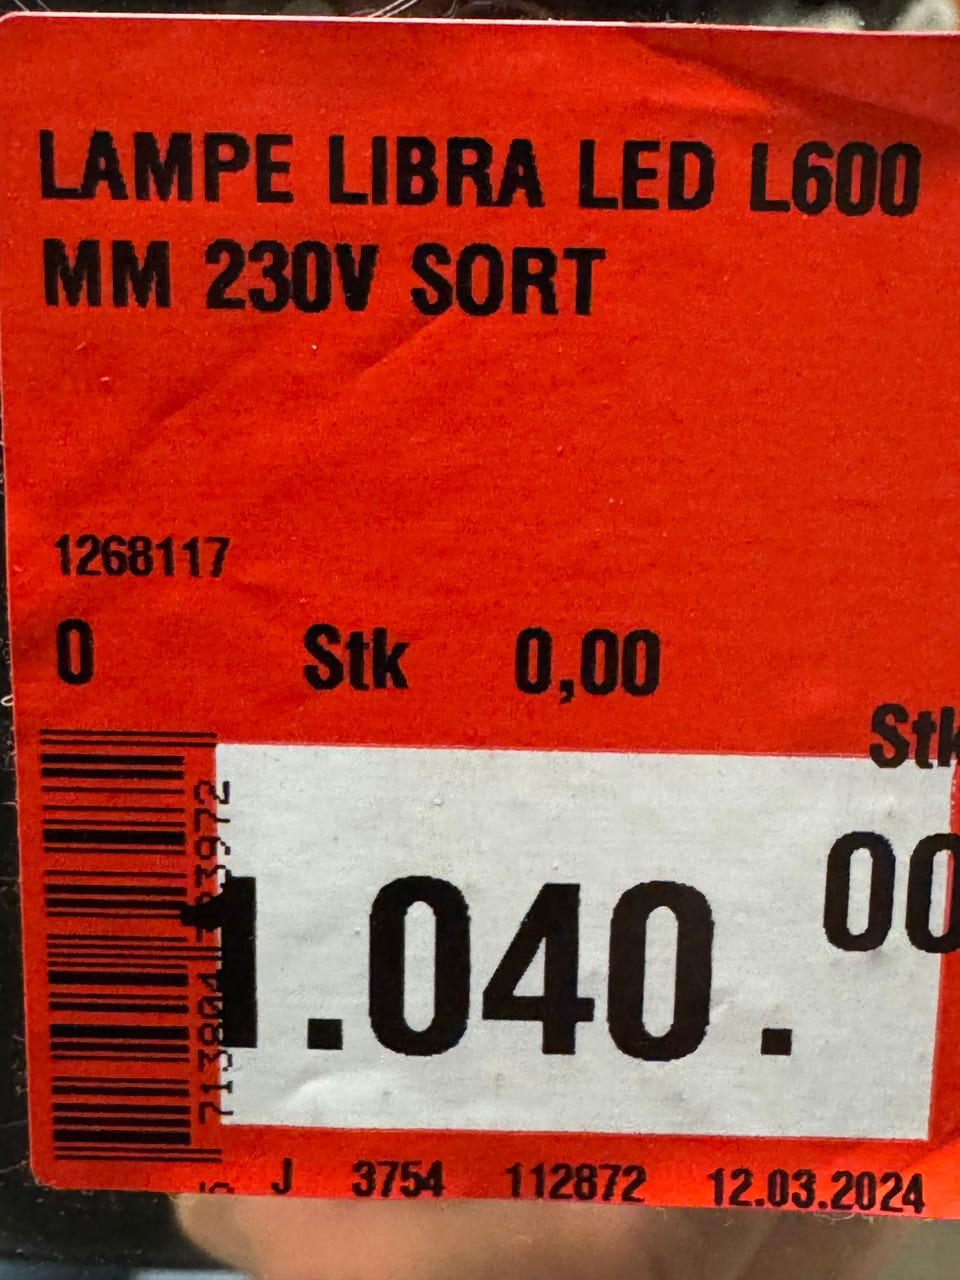 LAMPE LIBRA LED L600
MM 230V SORT
1268117
0 Stk 0,00
Stk
1.040.00
J 3754 112872 12.03.2024